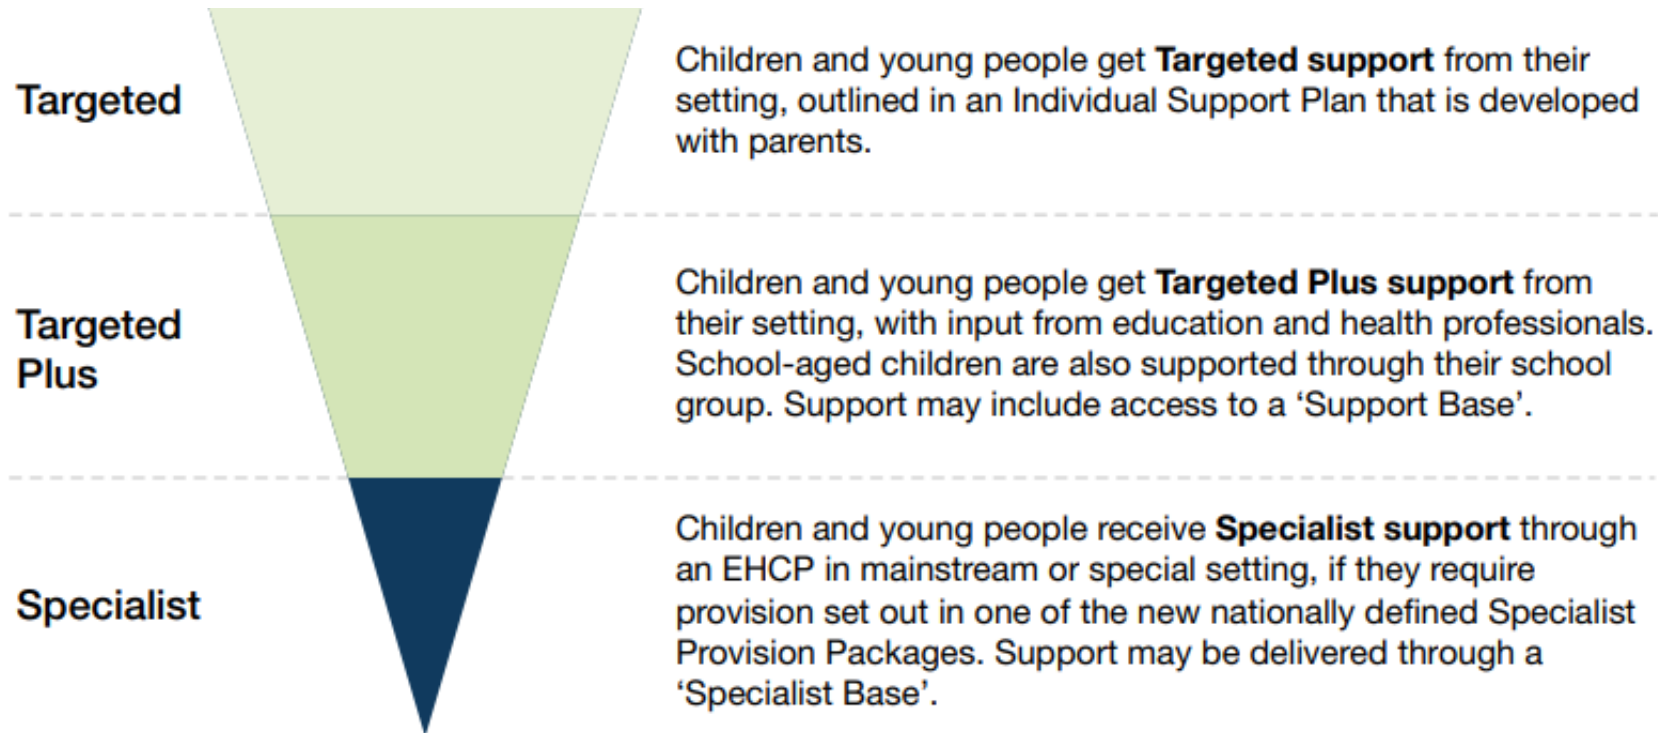 Targeted
Children and young people get Targeted support from their
setting, outlined in an Individual Support Plan that is developed
with parents.
Targeted
Plus
Children and young people get Targeted Plus support from
their setting, with input from education and health professionals.
School-aged children are also supported through their school
group. Support may include access to a ‘Support Base’.
Specialist
Children and young people receive Specialist support through
an EHCP in mainstream or special setting, if they require
provision set out in one of the new nationally defined Specialist
Provision Packages. Support may be delivered through a
‘Specialist Base’.